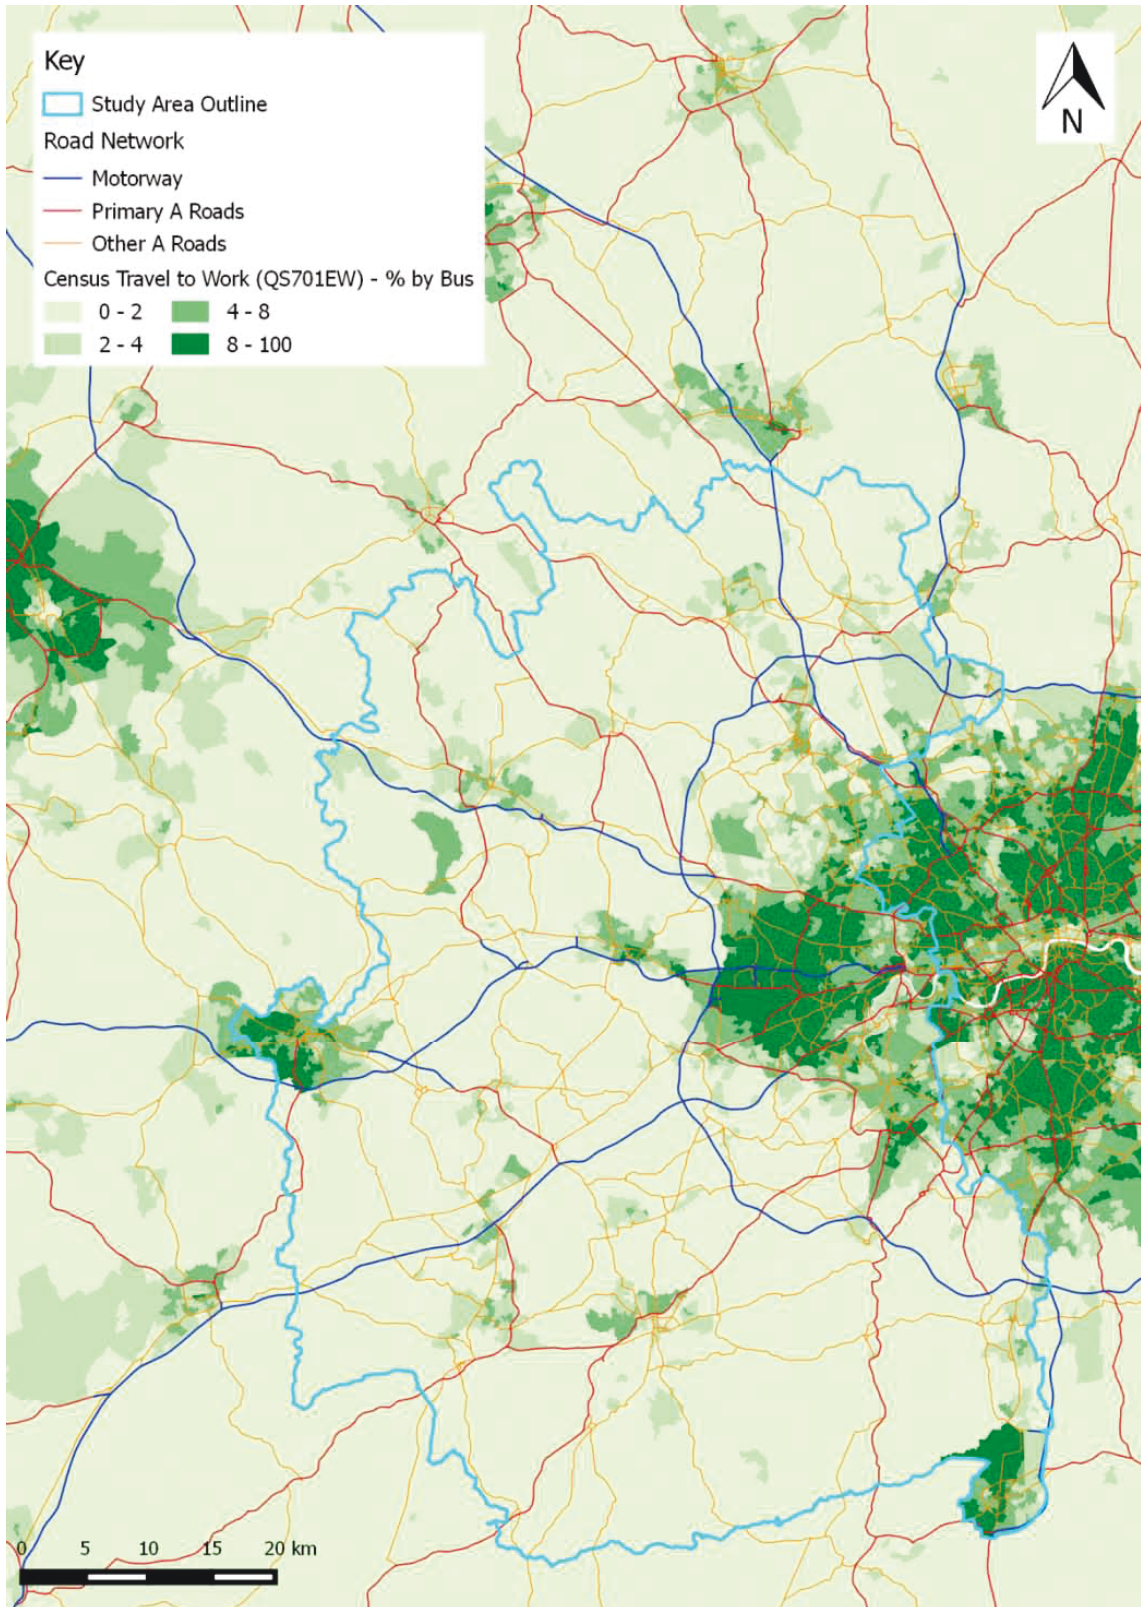 Key
Study Area Outline
Road Network
Motorway
Primary A Roads
Other A Roads
Census Travel to Work (QS701EW) - % by Bus
0 - 2
4 - 8
2 - 4
8 - 100
N
0 5 10 15 20 km